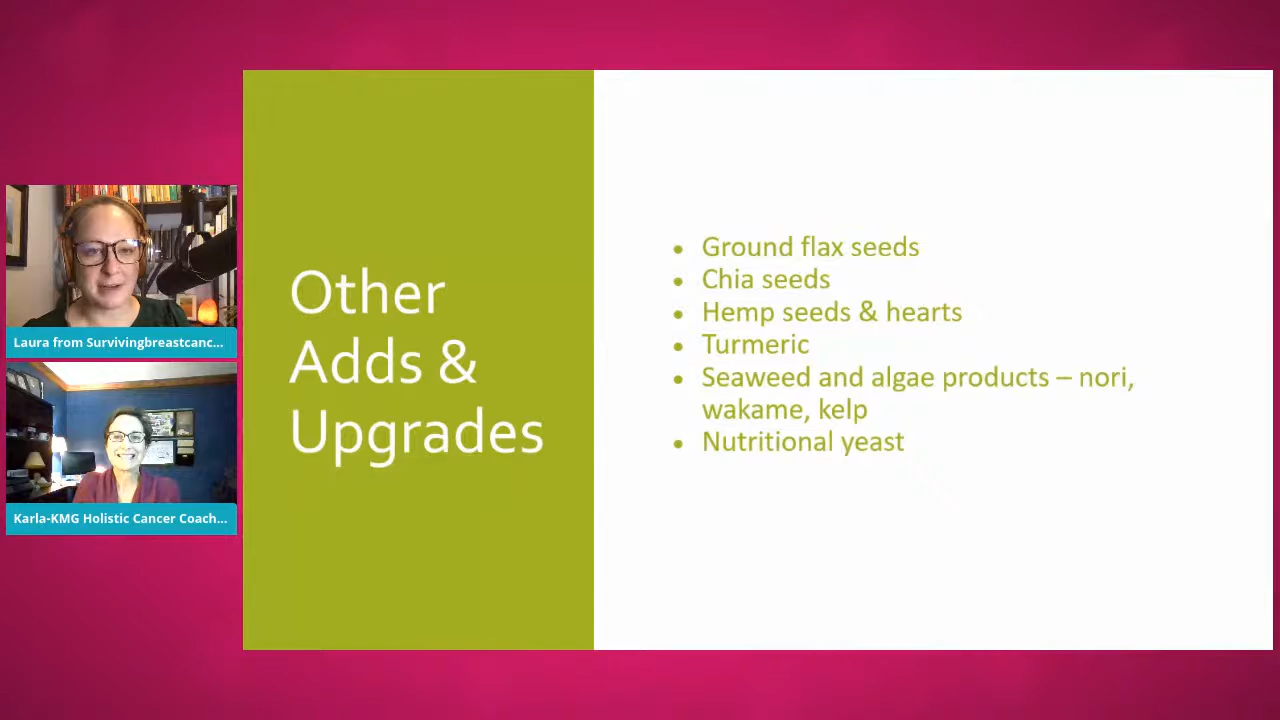 Other
Adds &
Upgrades
• Ground flax seeds
• Chia seeds
• Hemp seeds & hearts
• Turmeric
• Seaweed and algae products – nori,
wakame, kelp
• Nutritional yeast
Laura from Survivingbreastcanc...
Karla-KMG Holistic Cancer Coach...